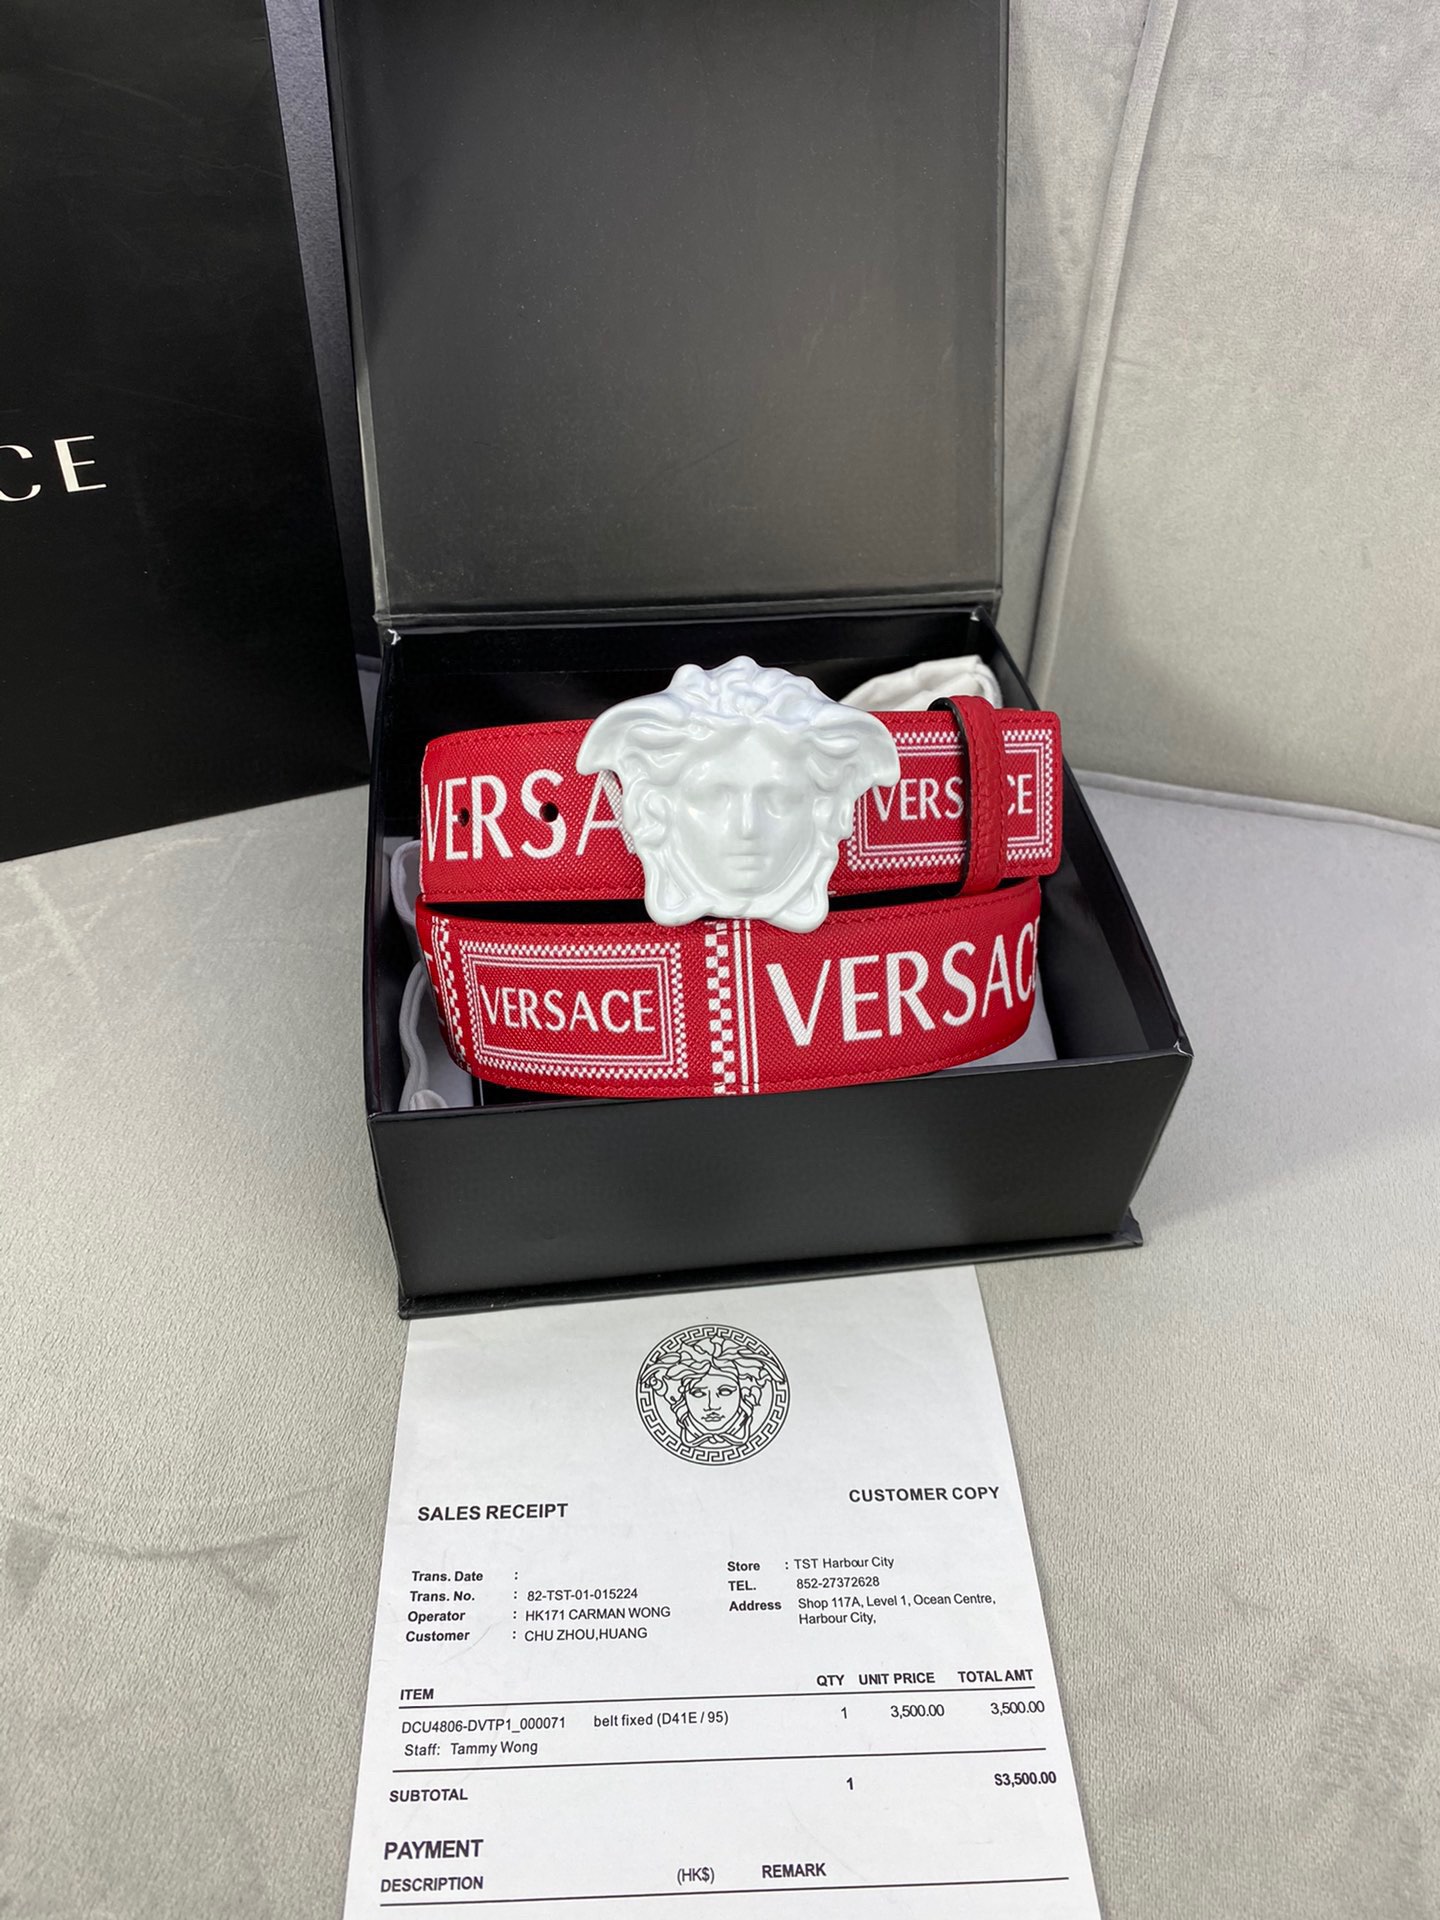 CE
VERSA
VERS CE
VERSACE
VERSAC
SALES RECEIPT
CUSTOMER COPY
Trans. Date :
Trans. No. : 82-TST-01-015224
Operator : HK171 CARMAN WONG
Customer : CHU ZHOU,HUANG
Store : TST Harbour City
TEL. 852-27372628
Address Shop 117A, Level 1, Ocean Centre,
Harbour City,
ITEM QTY UNIT PRICE TOTAL AMT
DCU4806-DVTP1_000071 belt fixed (D41E / 95) 1 3,500.00 3,500.00
Staff: Tammy Wong
SUBTOTAL 1 S3,500.00
PAYMENT
DESCRIPTION (HK$) REMARK